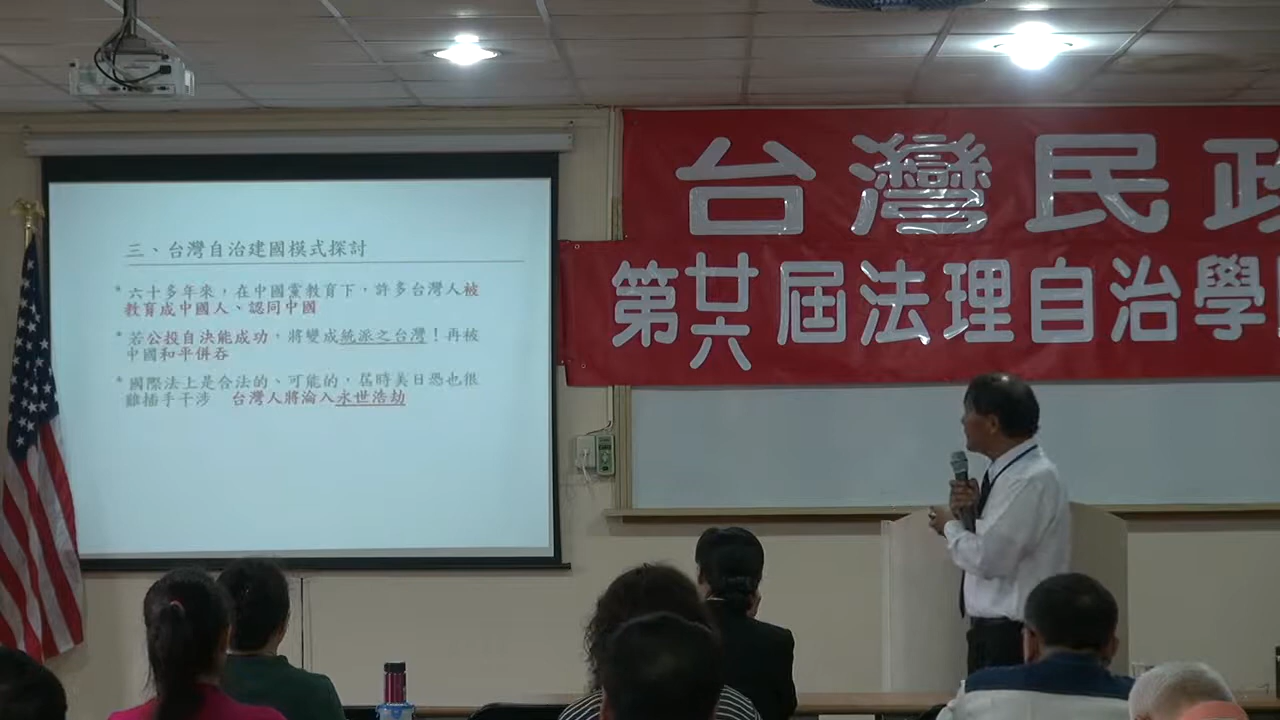 台灣民政
第廿六屆法理自治學
三、台灣自治建國模式探討
* 六十多年來，在中國黨教育下，許多台灣人被
教育成中國人、認同中國
* 若公投自決能成功，將變成統派之台灣！再被
中國和平併吞
* 國際法上是合法的、可能的，屆時美日恐也很
難插手干涉 台灣人將淪入永世浩劫